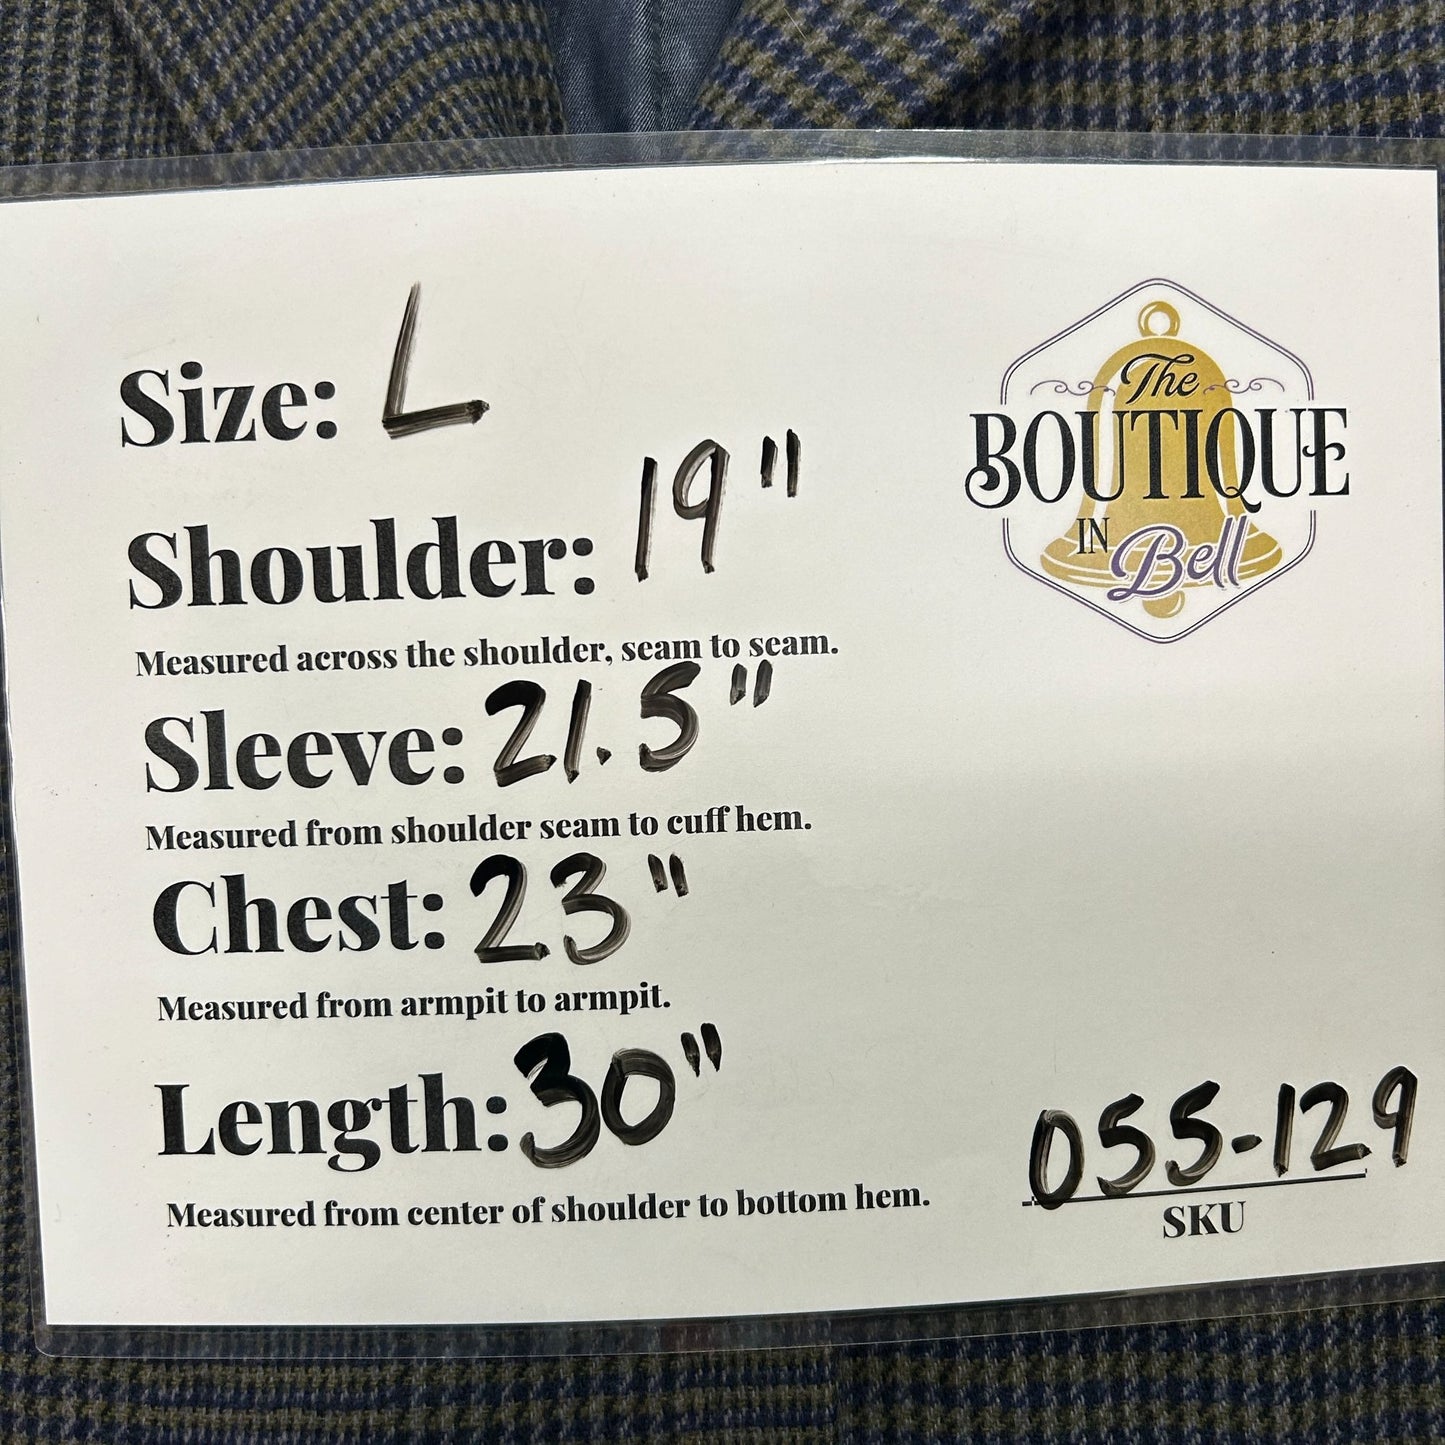 Size: L
The
BOUTIQUE
IN Bell
Shoulder: 19"
Measured across the shoulder, seam to seam.
Sleeve: 21.5"
Measured from shoulder seam to cuff hem.
Chest: 23"
Measured from armpit to armpit.
Length: 30"
Measured from center of shoulder to bottom hem.
055-129
SKU